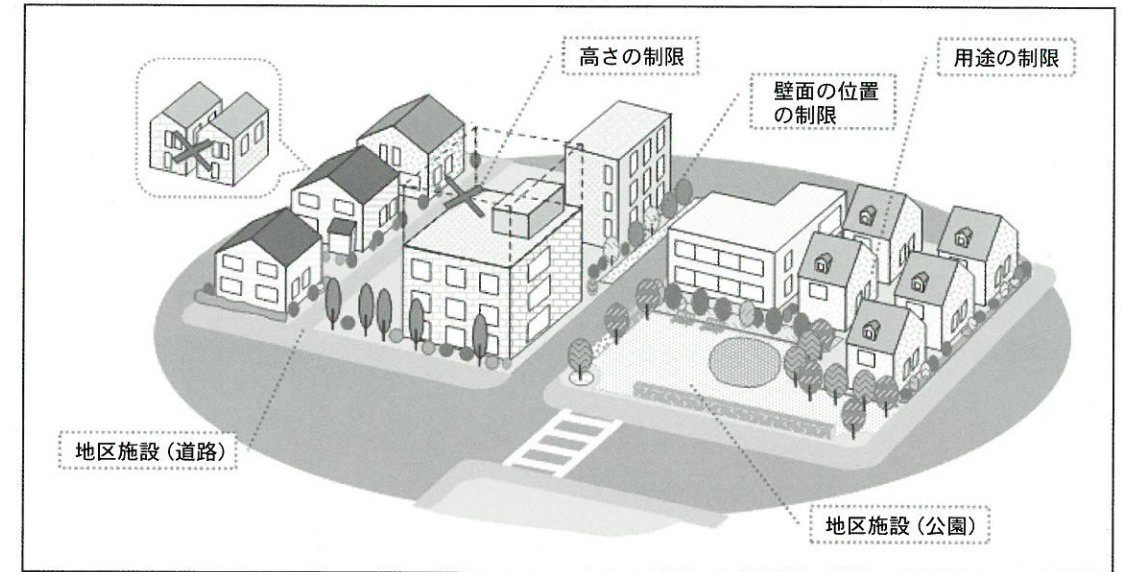 高さの制限
用途の制限
壁面の位置
の制限
地区施設（道路）
地区施設（公園）